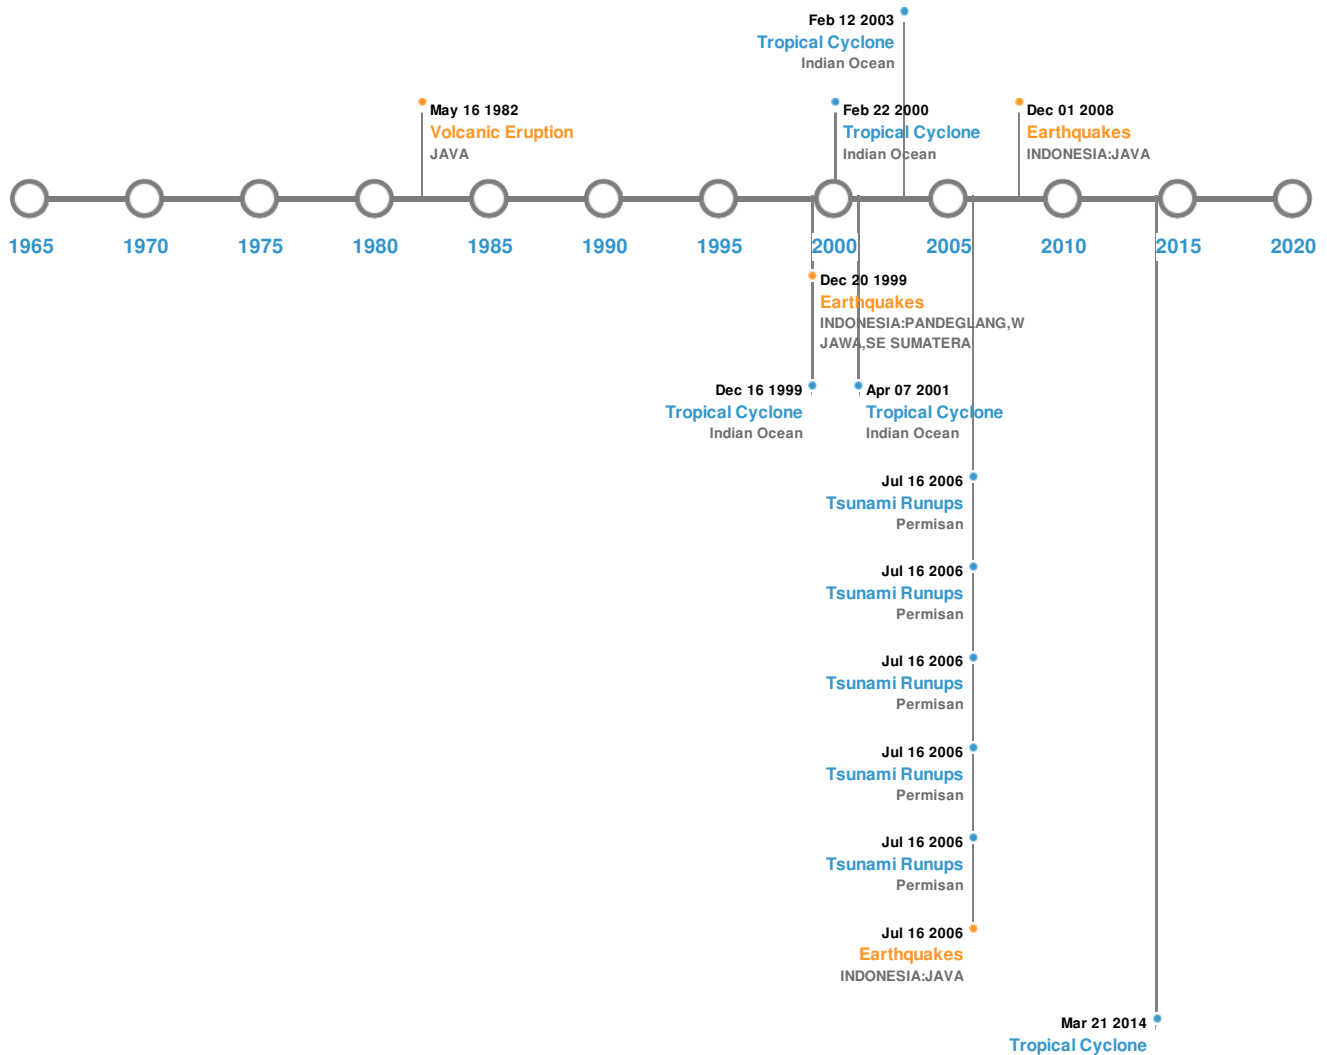 Feb 12 2003
Tropical Cyclone
Indian Ocean
May 16 1982
Volcanic Eruption
JAVA
Feb 22 2000
Tropical Cyclone
Indian Ocean
Dec 01 2008
Earthquakes
INDONESIA:JAVA
1965 1970 1975 1980 1985 1990 1995 2000 2005 2010 2015 2020
Dec 20 1999
Earthquakes
INDONESIA:PANDEGLANG,W
JAWA,SE SUMATERA
Dec 16 1999
Tropical Cyclone
Indian Ocean
Apr 07 2001
Tropical Cyclone
Indian Ocean
Jul 16 2006
Tsunami Runups
Permisan
Jul 16 2006
Tsunami Runups
Permisan
Jul 16 2006
Tsunami Runups
Permisan
Jul 16 2006
Tsunami Runups
Permisan
Jul 16 2006
Tsunami Runups
Permisan
Jul 16 2006
Earthquakes
INDONESIA:JAVA
Mar 21 2014
Tropical Cyclone